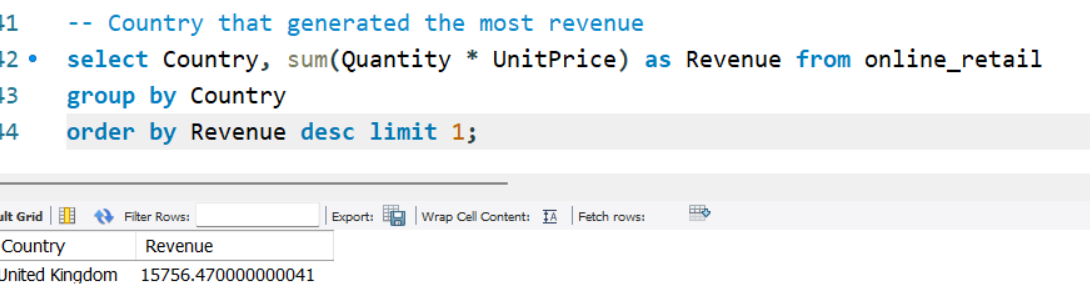 41 -- Country that generated the most revenue
42 select Country, sum(Quantity * UnitPrice) as Revenue from online_retail
43 group by Country
44 order by Revenue desc limit 1;
ult Grid Filter Rows: Export: Wrap Cell Content: Fetch rows:
Country Revenue
United Kingdom 15756.470000000041